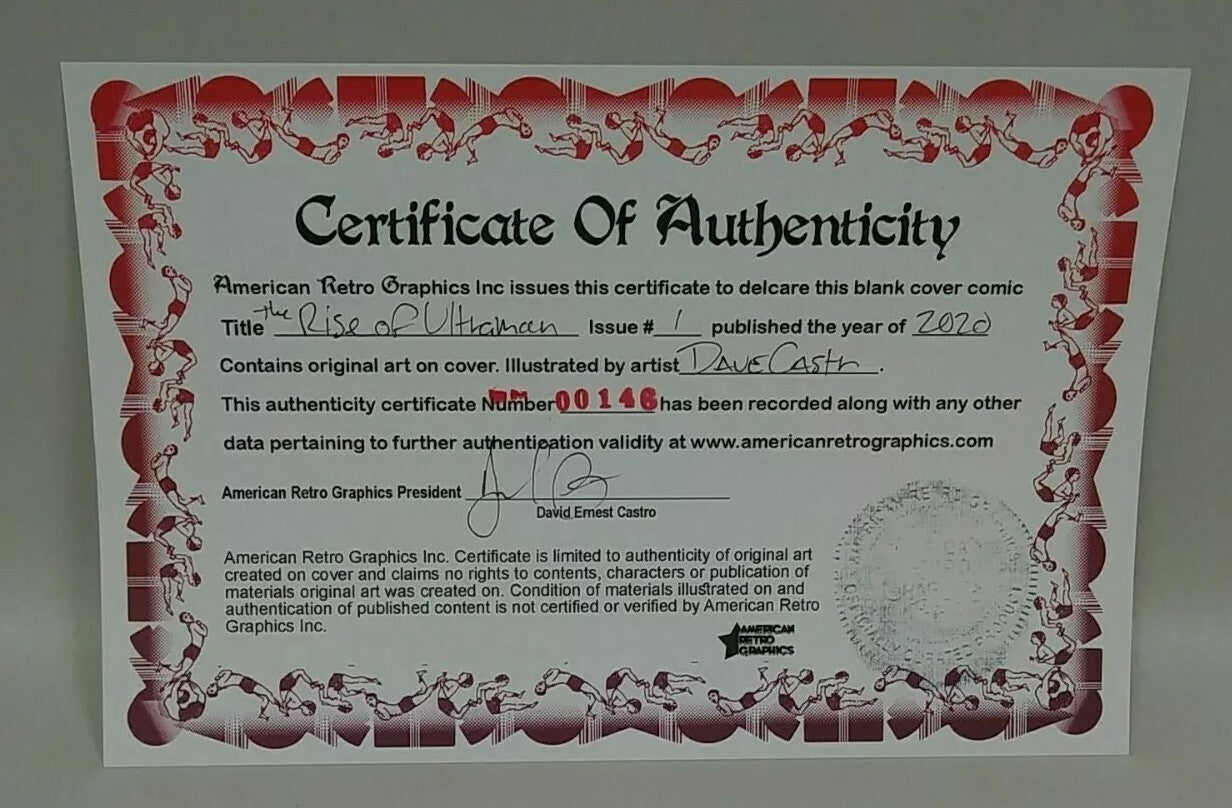 Certificate Of Authenticity
American Retro Graphics Inc issues this certificate to delcare this blank cover comic
Title the Rise of Ultraman Issue # 1 published the year of 2020
Contains original art on cover. Illustrated by artist Dave Castr.
This authenticity certificate Number 00146 has been recorded along with any other
data pertaining to further authentication validity at www.americanretrographics.com
American Retro Graphics President
David Ernest Castro
American Retro Graphics Inc. Certificate is limited to authenticity of original art
created on cover and claims no rights to contents, characters or publication of
materials original art was created on. Condition of materials illustrated on and
authentication of published content is not certified or verified by American Retro
Graphics Inc.
AMERICAN
RETRO
GRAPHICS